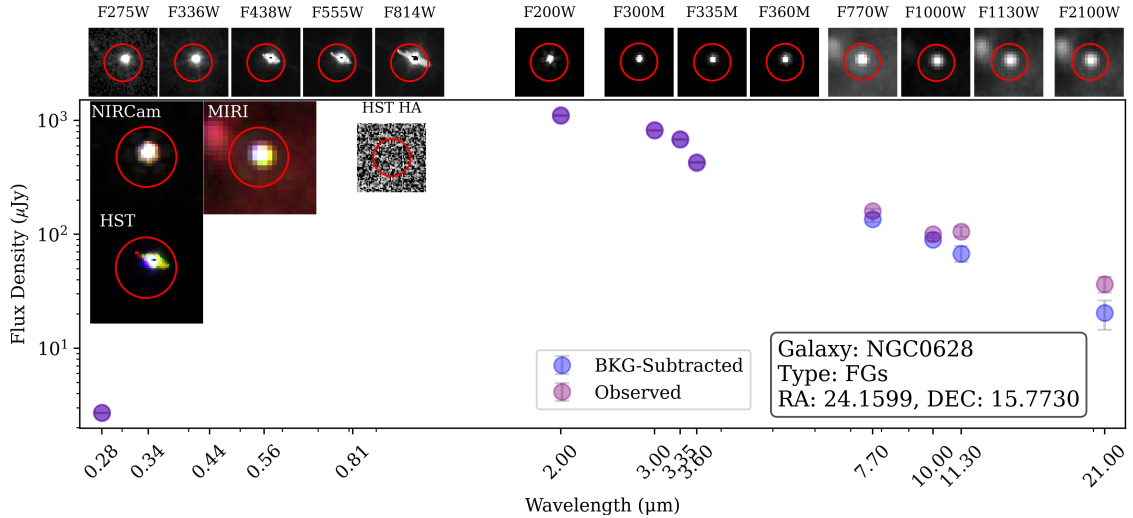 F275W F336W F438W F555W F814W F200W F300M F335M F360M F770W F1000W F1130W F2100W
NIRCam
MIRI
HST HA
HST
Flux Density (μJy)
10³
10²
10¹
BKG-Subtracted
Observed
Galaxy: NGC0628
Type: FGs
RA: 24.1599, DEC: 15.7730
0.28 0.34 0.44 0.56 0.81 2.00 3.00 3.35 3.60 7.70 10.00 11.30 21.00
Wavelength (μm)